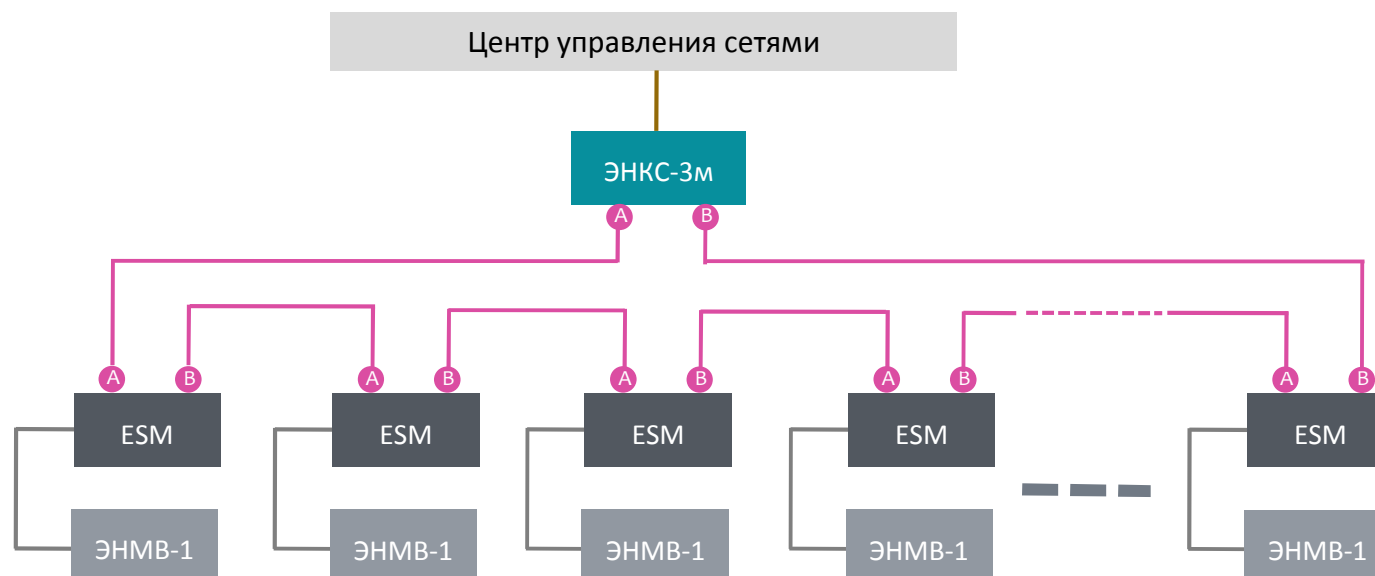 Центр управления сетями
ЭНКС-3м
A B
A B A B A B A B A B
ESM ESM ESM ESM ESM
ЭНМВ-1 ЭНМВ-1 ЭНМВ-1 ЭНМВ-1 ЭНМВ-1